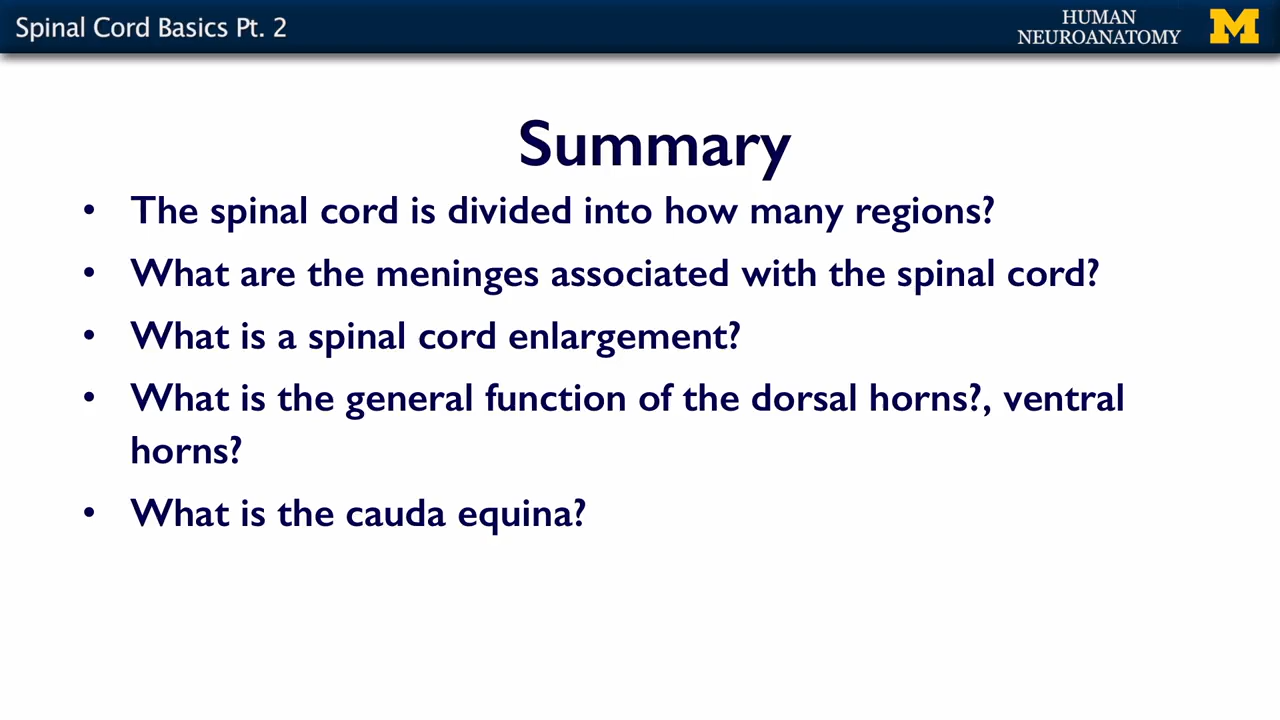 Spinal Cord Basics Pt. 2
HUMAN
NEUROANATOMY
M
Summary
• The spinal cord is divided into how many regions?
• What are the meninges associated with the spinal cord?
• What is a spinal cord enlargement?
• What is the general function of the dorsal horns?, ventral
horns?
• What is the cauda equina?